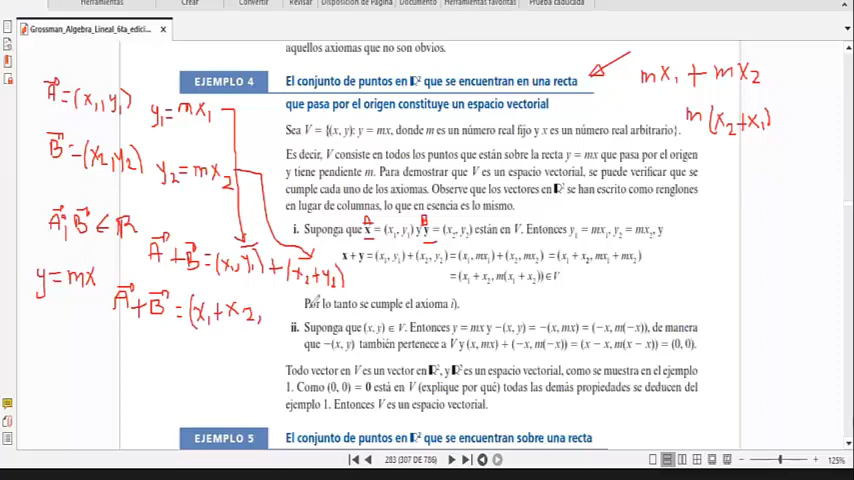 Herramientas Crear Convertir Revisar Disposición de Página Documento Herramientas favoritas Prueba caducada
Grossman_Algebra_Lineal_6ta_edici... ×
aquellos axiomas que no son obvios.
EJEMPLO 4 El conjunto de puntos en ℝ² que se encuentran en una recta
que pasa por el origen constituye un espacio vectorial
Sea V = {(x, y): y = mx, donde m es un número real fijo y x es un número real arbitrario}.
Es decir, V consiste en todos los puntos que están sobre la recta y = mx que pasa por el origen
y tiene pendiente m. Para demostrar que V es un espacio vectorial, se puede verificar que se
cumple cada uno de los axiomas. Observe que los vectores en ℝ² se han escrito como renglones
en lugar de columnas, lo que en esencia es lo mismo.
A B
i. Suponga que x = (x₁, y₁) y y = (x₂, y₂) están en V. Entonces y₁ = mx₁, y₂ = mx₂, y
x + y = (x₁, y₁) + (x₂, y₂) = (x₁, mx₁) + (x₂, mx₂) = (x₁ + x₂, mx₁ + mx₂)
= (x₁ + x₂, m(x₁ + x₂)) ∈ V
Por lo tanto se cumple el axioma i).
ii. Suponga que (x, y) ∈ V. Entonces y = mx y −(x, y) = −(x, mx) = (−x, m(−x)), de manera
que −(x, y) también pertenece a V y (x, mx) + (−x, m(−x)) = (x − x, m(x − x)) = (0, 0).
Todo vector en V es un vector en ℝ², y ℝ² es un espacio vectorial, como se muestra en el ejemplo
1. Como (0, 0) = 0 está en V (explique por qué) todas las demás propiedades se deducen del
ejemplo 1. Entonces V es un espacio vectorial.
EJEMPLO 5 El conjunto de puntos en ℝ² que se encuentran sobre una recta
A⃗ = (x₁, y₁)
y₁ = mx₁
B⃗ = (x₂, y₂)
y₂ = mx₂
A⃗, B⃗ ∈ ℝ
A⃗ + B⃗ = (x₁, y₁) + (x₂ + y₂)
y = mx
A⃗ + B⃗ = (x₁ + x₂,
mx₁ + mx₂
m(x₂ + x₁)
283 (307 DE 786)
125%